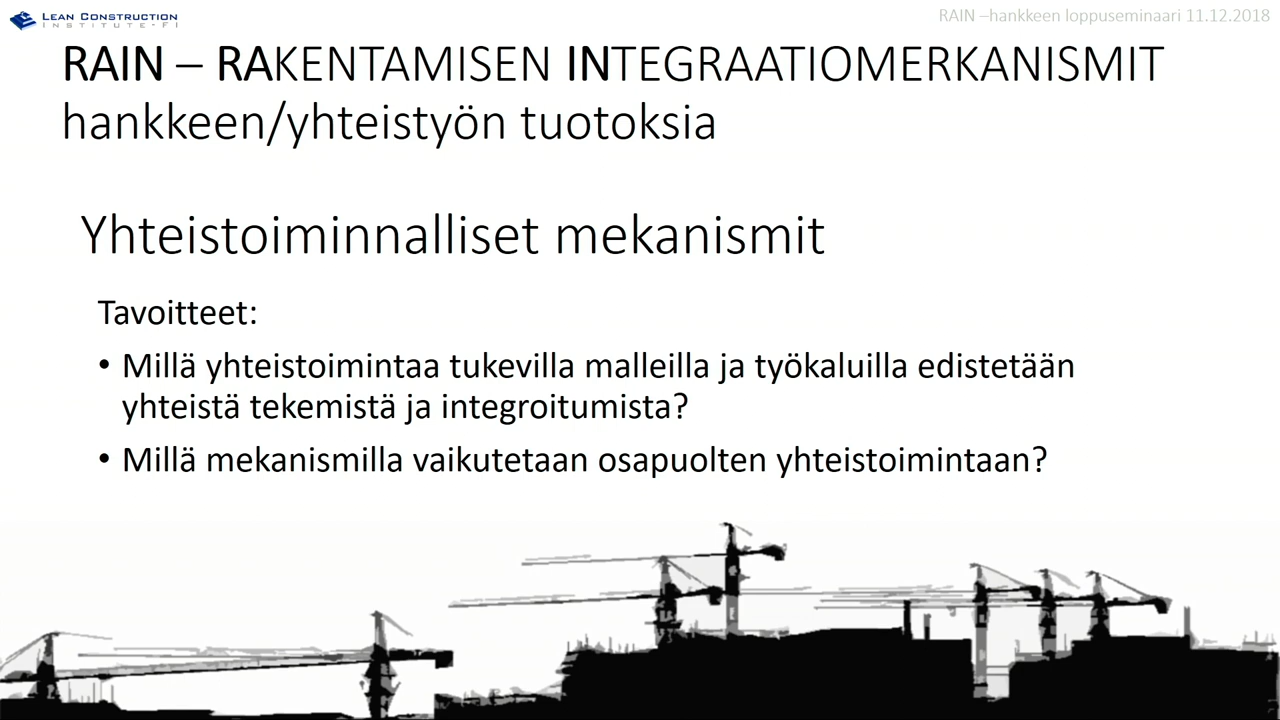 LEAN CONSTRUCTION
INSTITUTE-FI
RAIN –hankkeen loppuseminaari 11.12.2018
RAIN – RAKENTAMISEN INTEGRAATIOMERKANISMIT
hankkeen/yhteistyön tuotoksia
Yhteistoiminnalliset mekanismit
Tavoitteet:
• Millä yhteistoimintaa tukevilla malleilla ja työkaluilla edistetään
yhteistä tekemistä ja integroitumista?
• Millä mekanismilla vaikutetaan osapuolten yhteistoimintaan?